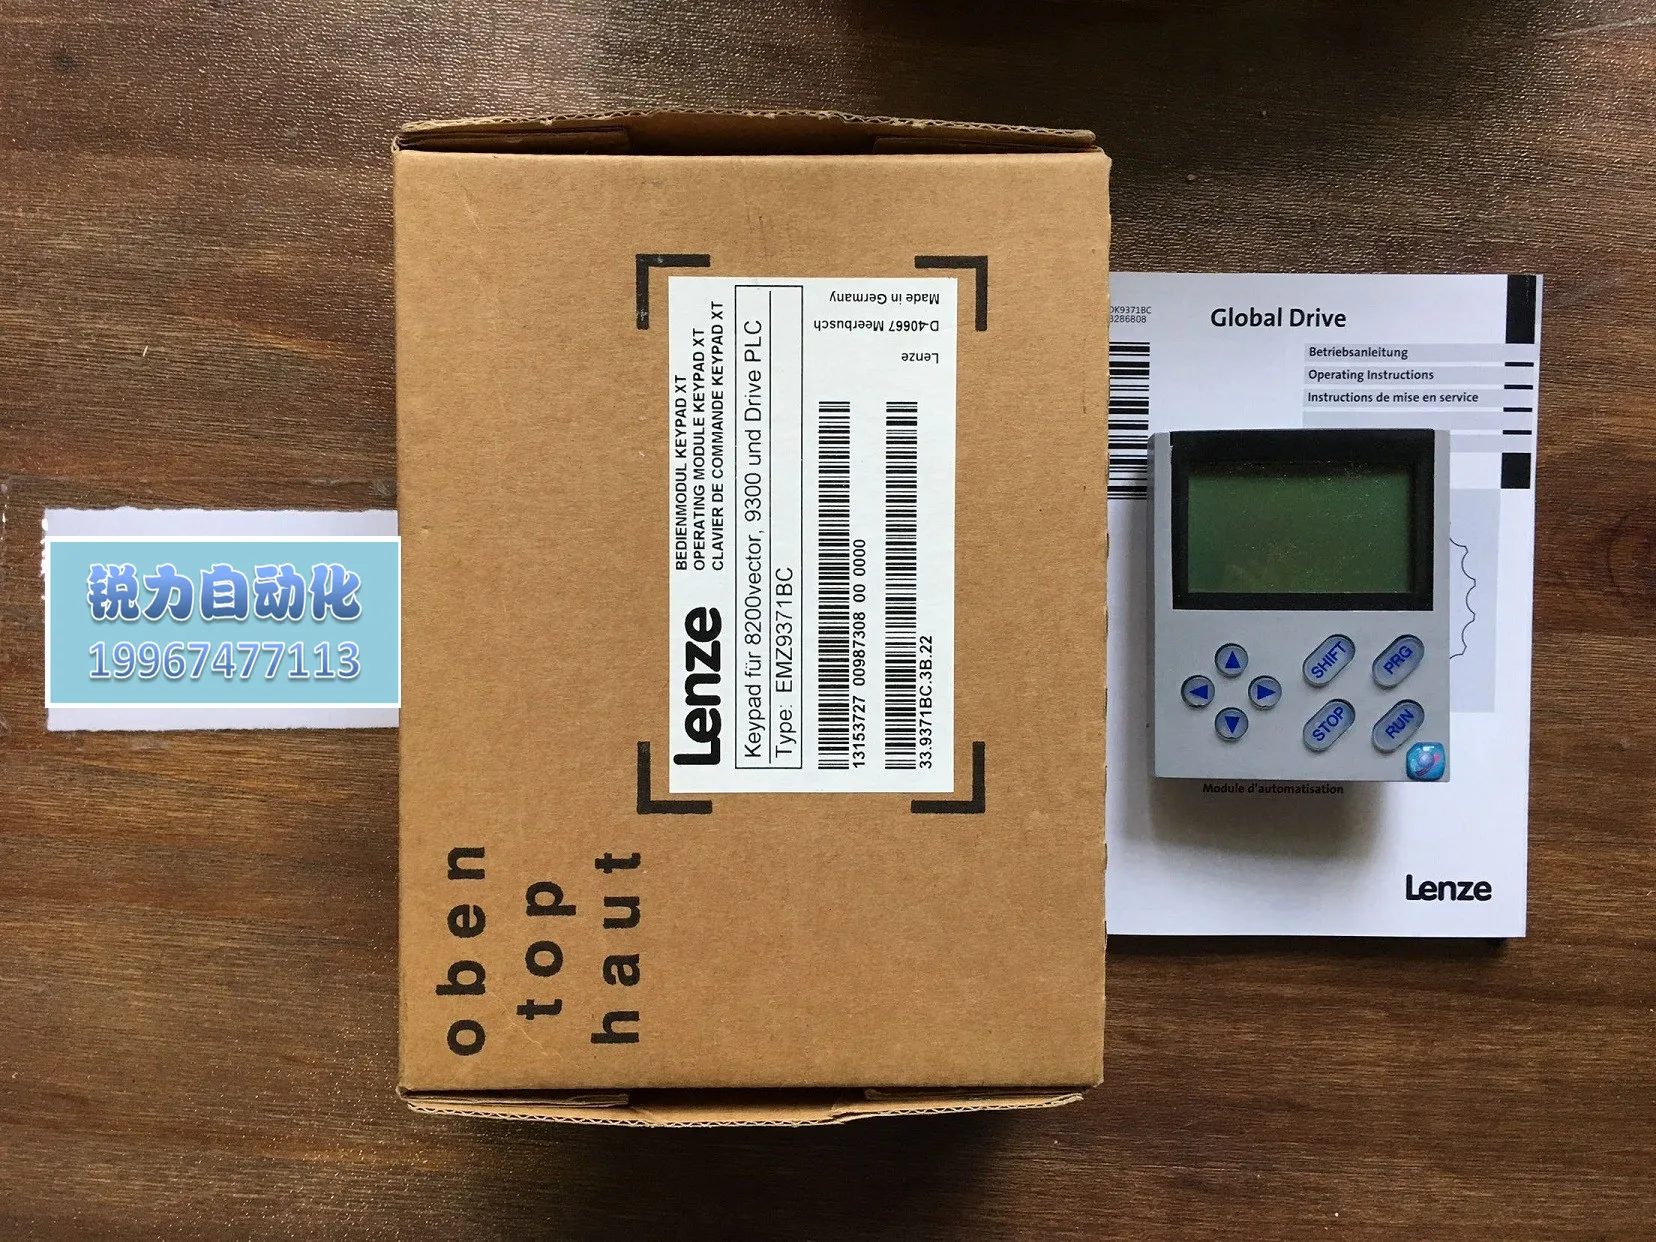 锐力自动化
19967477113
oben
top
haut
Lenze
BEDIENMODUL KEYPAD XT
OPERATING MODULE KEYPAD XT
CLAVIER DE COMMANDE KEYPAD XT
Keypad für 8200vector, 9300 und Drive PLC
Type: EMZ9371BC
13153727 00987308 00 0000
33.9371BC.3B.22
Lenze
D-40667 Meerbusch
Made in Germany
DK9371BC
3286808
Global Drive
Betriebsanleitung
Operating Instructions
Instructions de mise en service
SHIFT
PRG
STOP
RUN
Module d'automatisation
Lenze